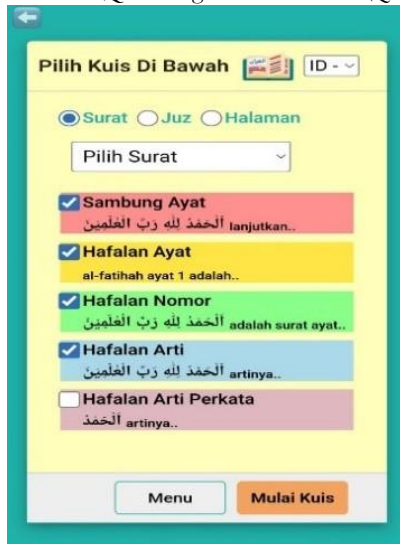 Pilih Kuis Di Bawah ID -
Surat Juz Halaman
Pilih Surat
Sambung Ayat
اَلْحَمْدُ لِلّٰهِ رَبِّ الْعٰلَمِيْنَ lanjutkan..
Hafalan Ayat
al-fatihah ayat 1 adalah..
Hafalan Nomor
اَلْحَمْدُ لِلّٰهِ رَبِّ الْعٰلَمِيْنَ adalah surat ayat..
Hafalan Arti
اَلْحَمْدُ لِلّٰهِ رَبِّ الْعٰلَمِيْنَ artinya..
Hafalan Arti Perkata
اَلْحَمْدُ artinya..
Menu Mulai Kuis